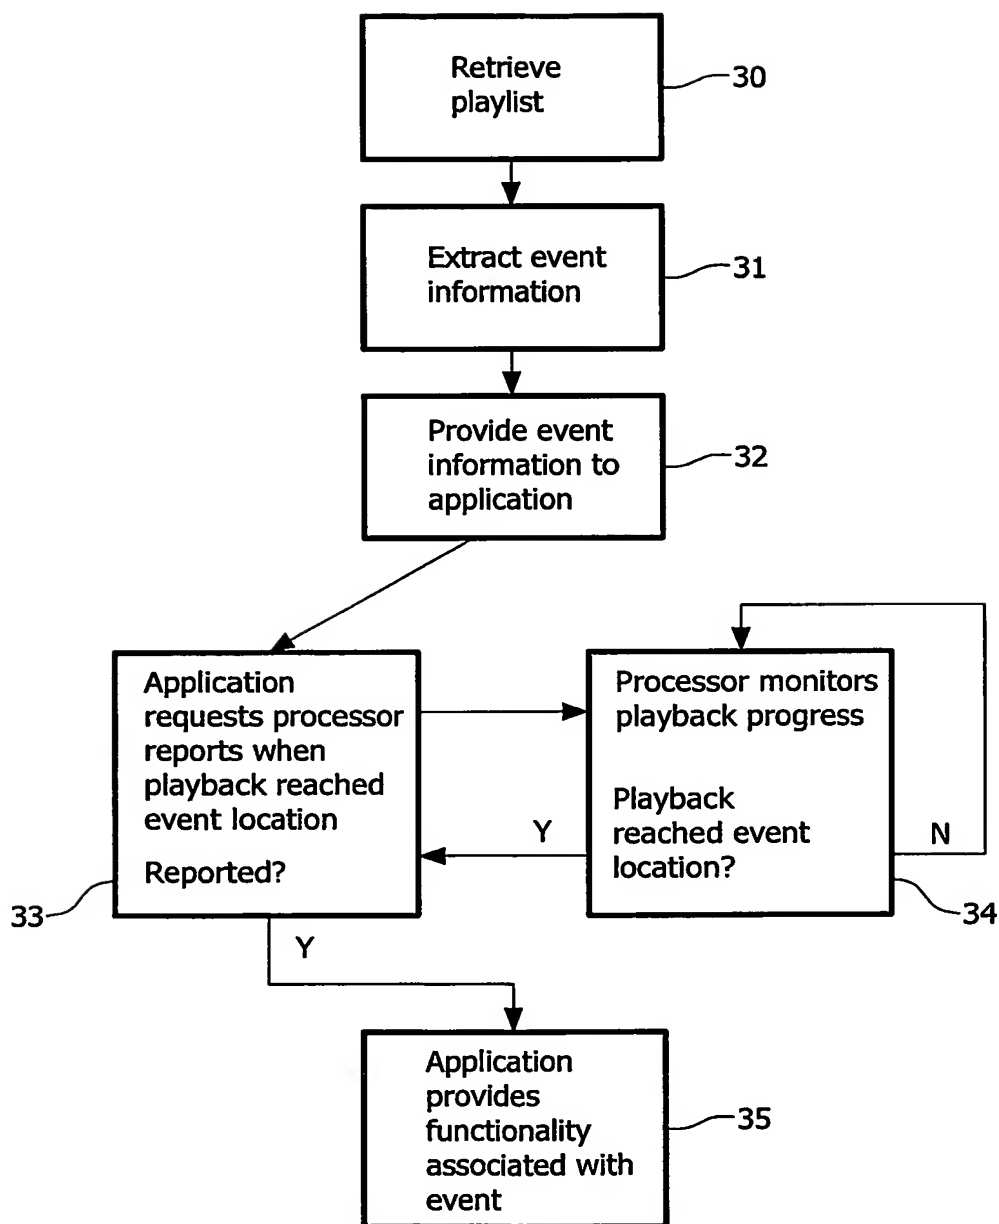 Retrieve
playlist
30
Extract event
information
31
Provide event
information to
application
32
Application
requests processor
reports when
playback reached
event location
Reported?
33
Y
Processor monitors
playback progress
Playback
reached event
location?
Y
N
34
Application
provides
functionality
associated with
event
35